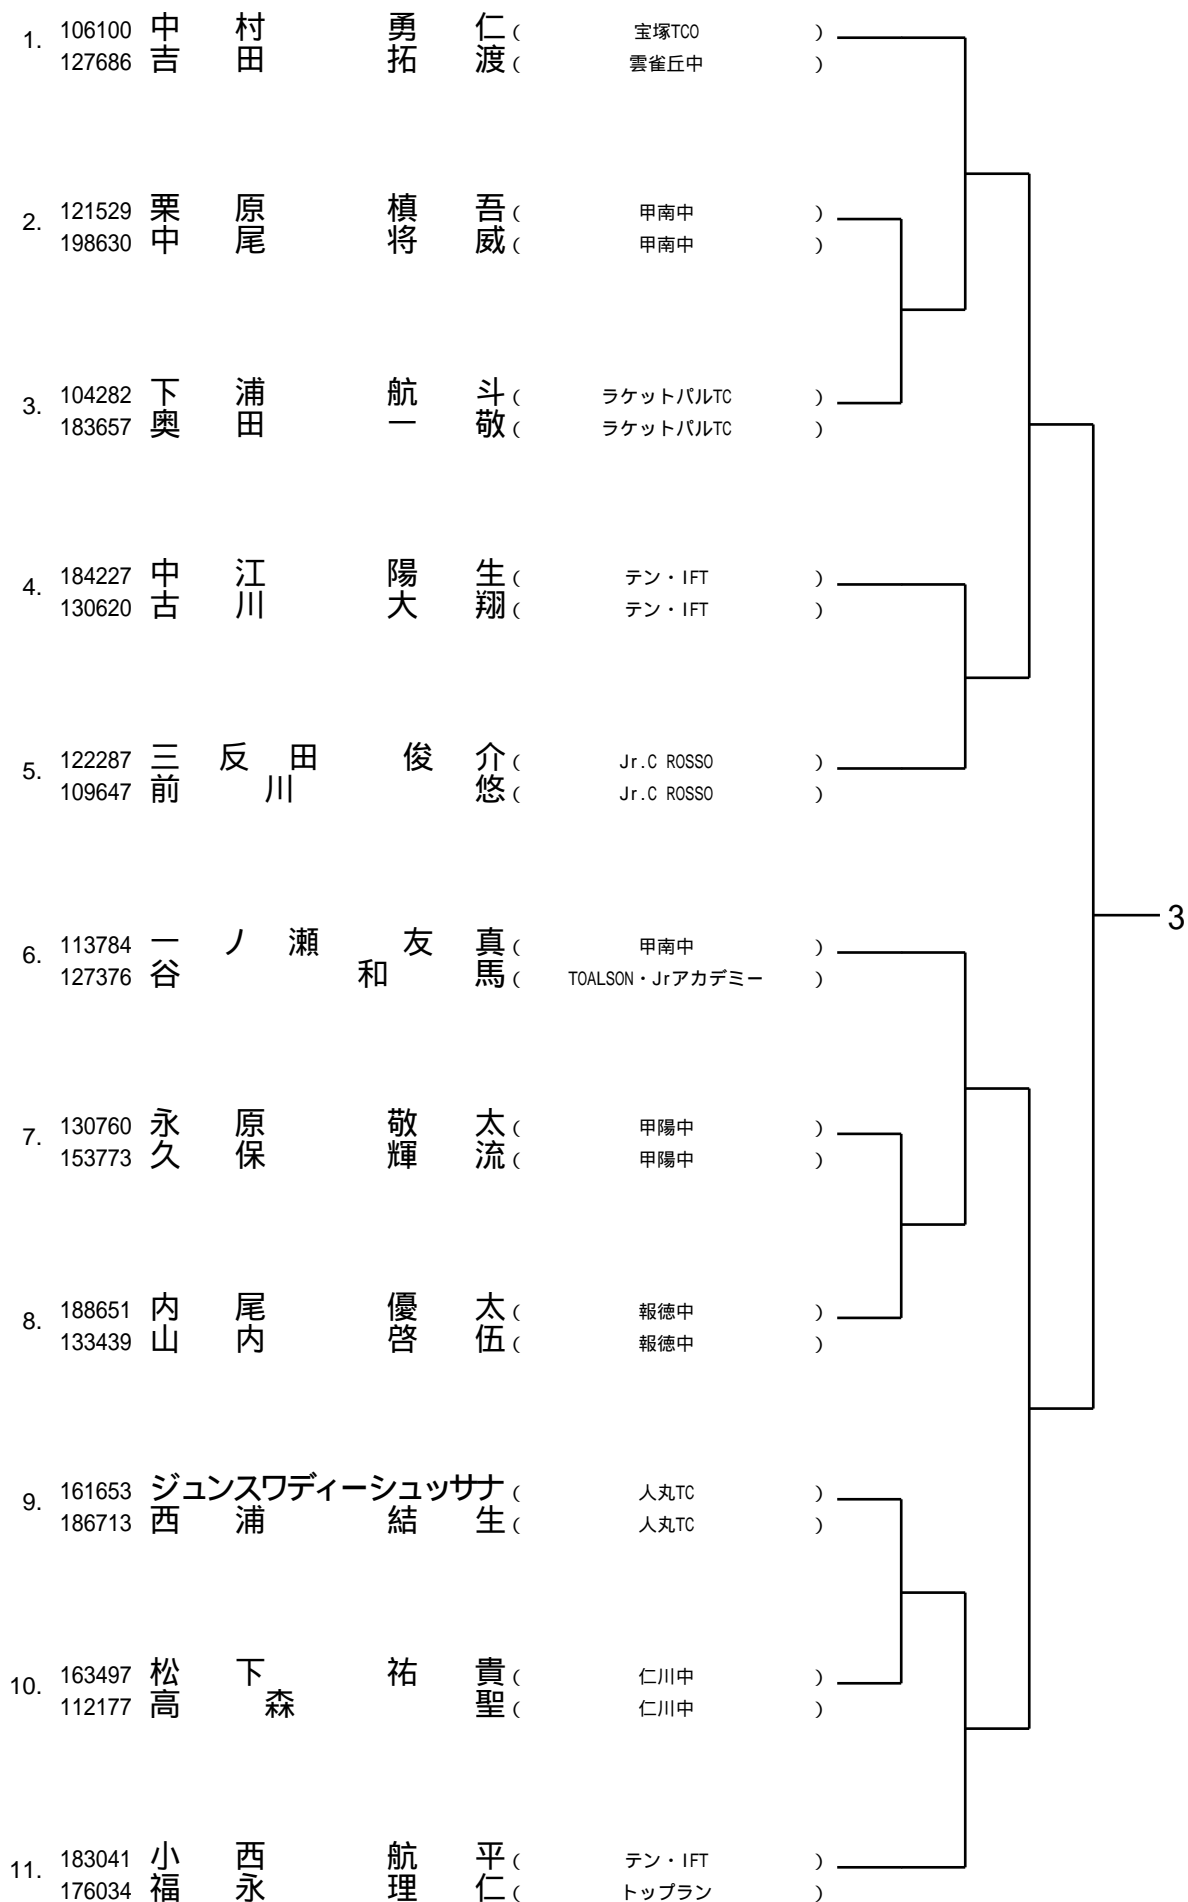 1. 106100 中村 勇仁 ( 宝塚TCO )
127686 吉田 拓渡 ( 雲雀丘中 )
2. 121529 栗原 槙吾 ( 甲南中 )
198630 中尾 将威 ( 甲南中 )
3. 104282 下浦 航斗 ( ラケットパルTC )
183657 奥田 一敬 ( ラケットパルTC )
4. 184227 中江 陽生 ( テン・IFT )
130620 古川 大翔 ( テン・IFT )
5. 122287 三反田 俊介 ( Jr.C ROSSO )
109647 前川 悠 ( Jr.C ROSSO )
3
6. 113784 一ノ瀬 友真 ( 甲南中 )
127376 谷 和馬 ( TOALSON・Jrアカデミー )
7. 130760 永原 敬太 ( 甲陽中 )
153773 久保 輝流 ( 甲陽中 )
8. 188651 内尾 優太 ( 報徳中 )
133439 山内 啓伍 ( 報徳中 )
9. 161653 ジュンスワディーシュッサナ ( 人丸TC )
186713 西浦 結生 ( 人丸TC )
10. 163497 松下 祐貴 ( 仁川中 )
112177 高森 聖 ( 仁川中 )
11. 183041 小西 航平 ( テン・IFT )
176034 福永 理仁 ( トップラン )